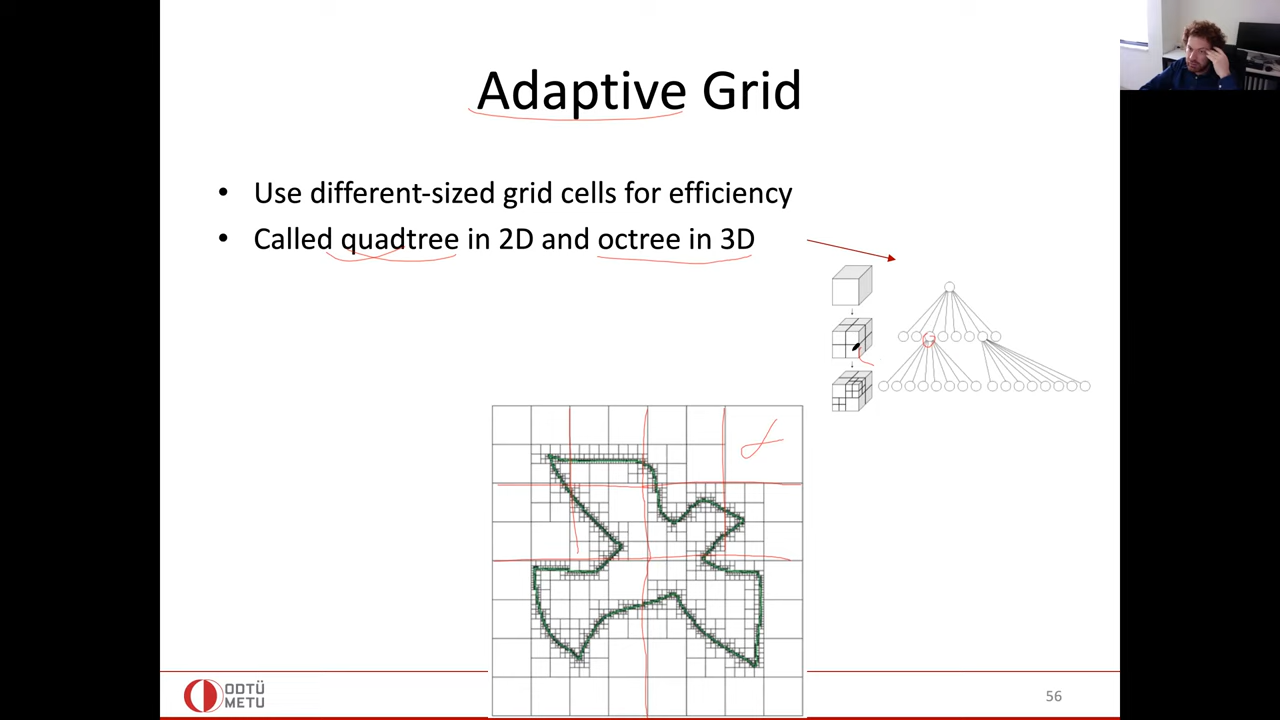 Adaptive Grid
• Use different-sized grid cells for efficiency
• Called quadtree in 2D and octree in 3D
ODTÜ
METU
56